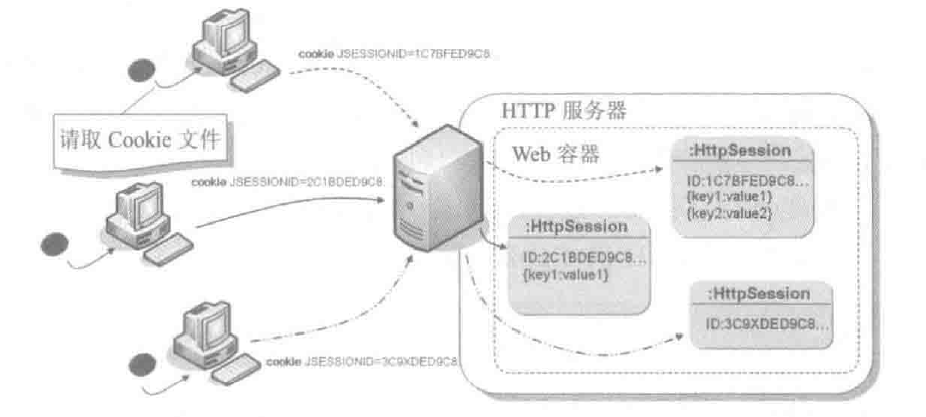 cookie JSESSIONID=1C7BFED9C8...
请取 Cookie 文件
cookie JSESSIONID=2C1BDED9C8.
cookie JSESSIONID=3C9XDED9C8
HTTP 服务器
Web 容器
:HttpSession
ID:1C7BFED9C8...
{key1:value1}
{key2:value2}
:HttpSession
ID:2C1BDED9C8...
{key1:value1}
:HttpSession
ID:3C9XDED9C8...